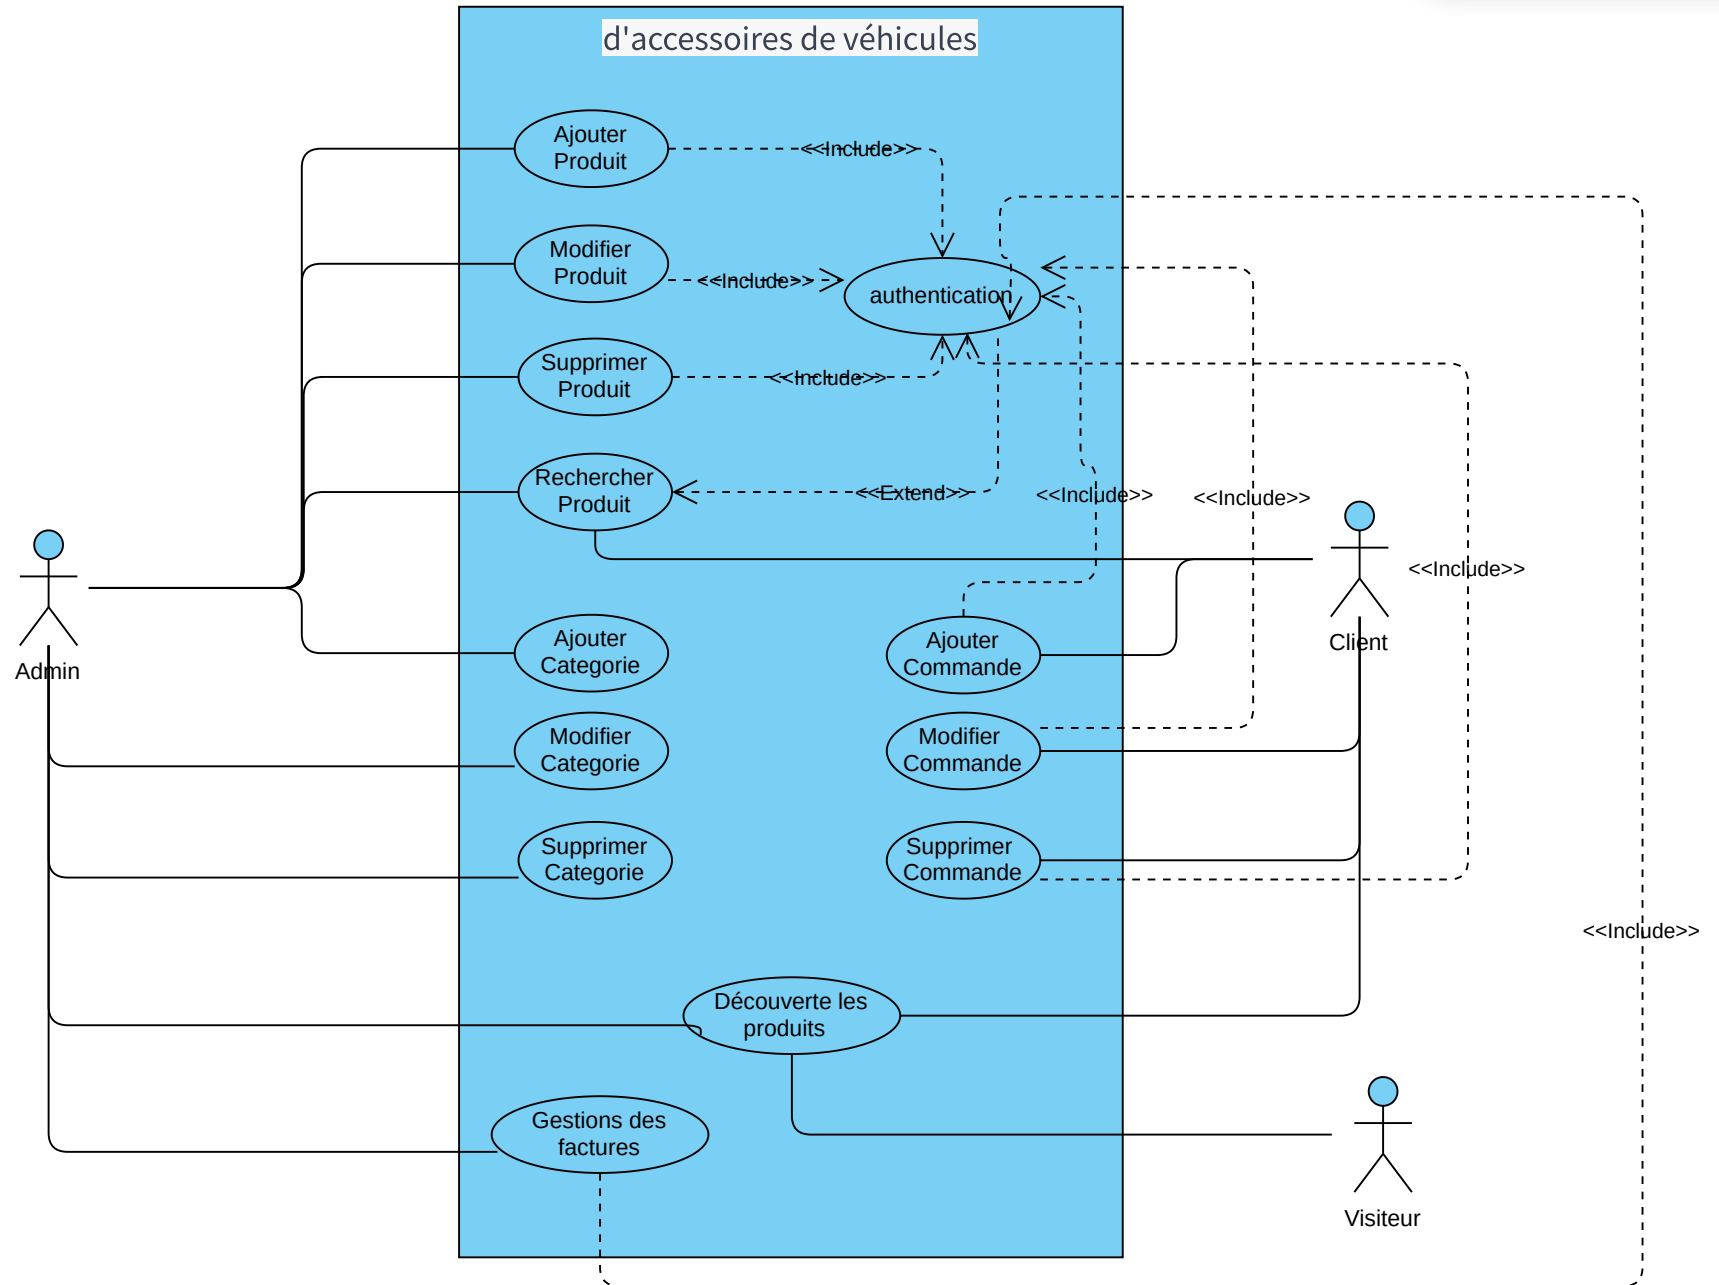 d'accessoires de véhicules
Ajouter
Produit
<<Include>>
Modifier
Produit
<<Include>>
authentication
Supprimer
Produit
<<Include>>
Rechercher
Produit
<<Extend>>
<<Include>>
<<Include>>
<<Include>>
Admin
Client
Ajouter
Categorie
Ajouter
Commande
Modifier
Categorie
Modifier
Commande
Supprimer
Categorie
Supprimer
Commande
<<Include>>
Découverte les
produits
Gestions des
factures
Visiteur